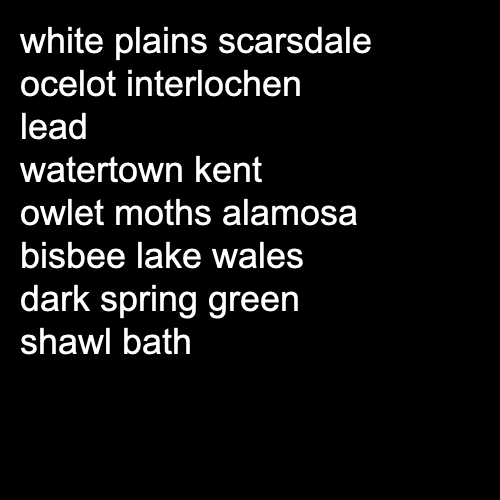 white plains scarsdale
ocelot interlochen
lead
watertown kent
owlet moths alamosa
bisbee lake wales
dark spring green
shawl bath